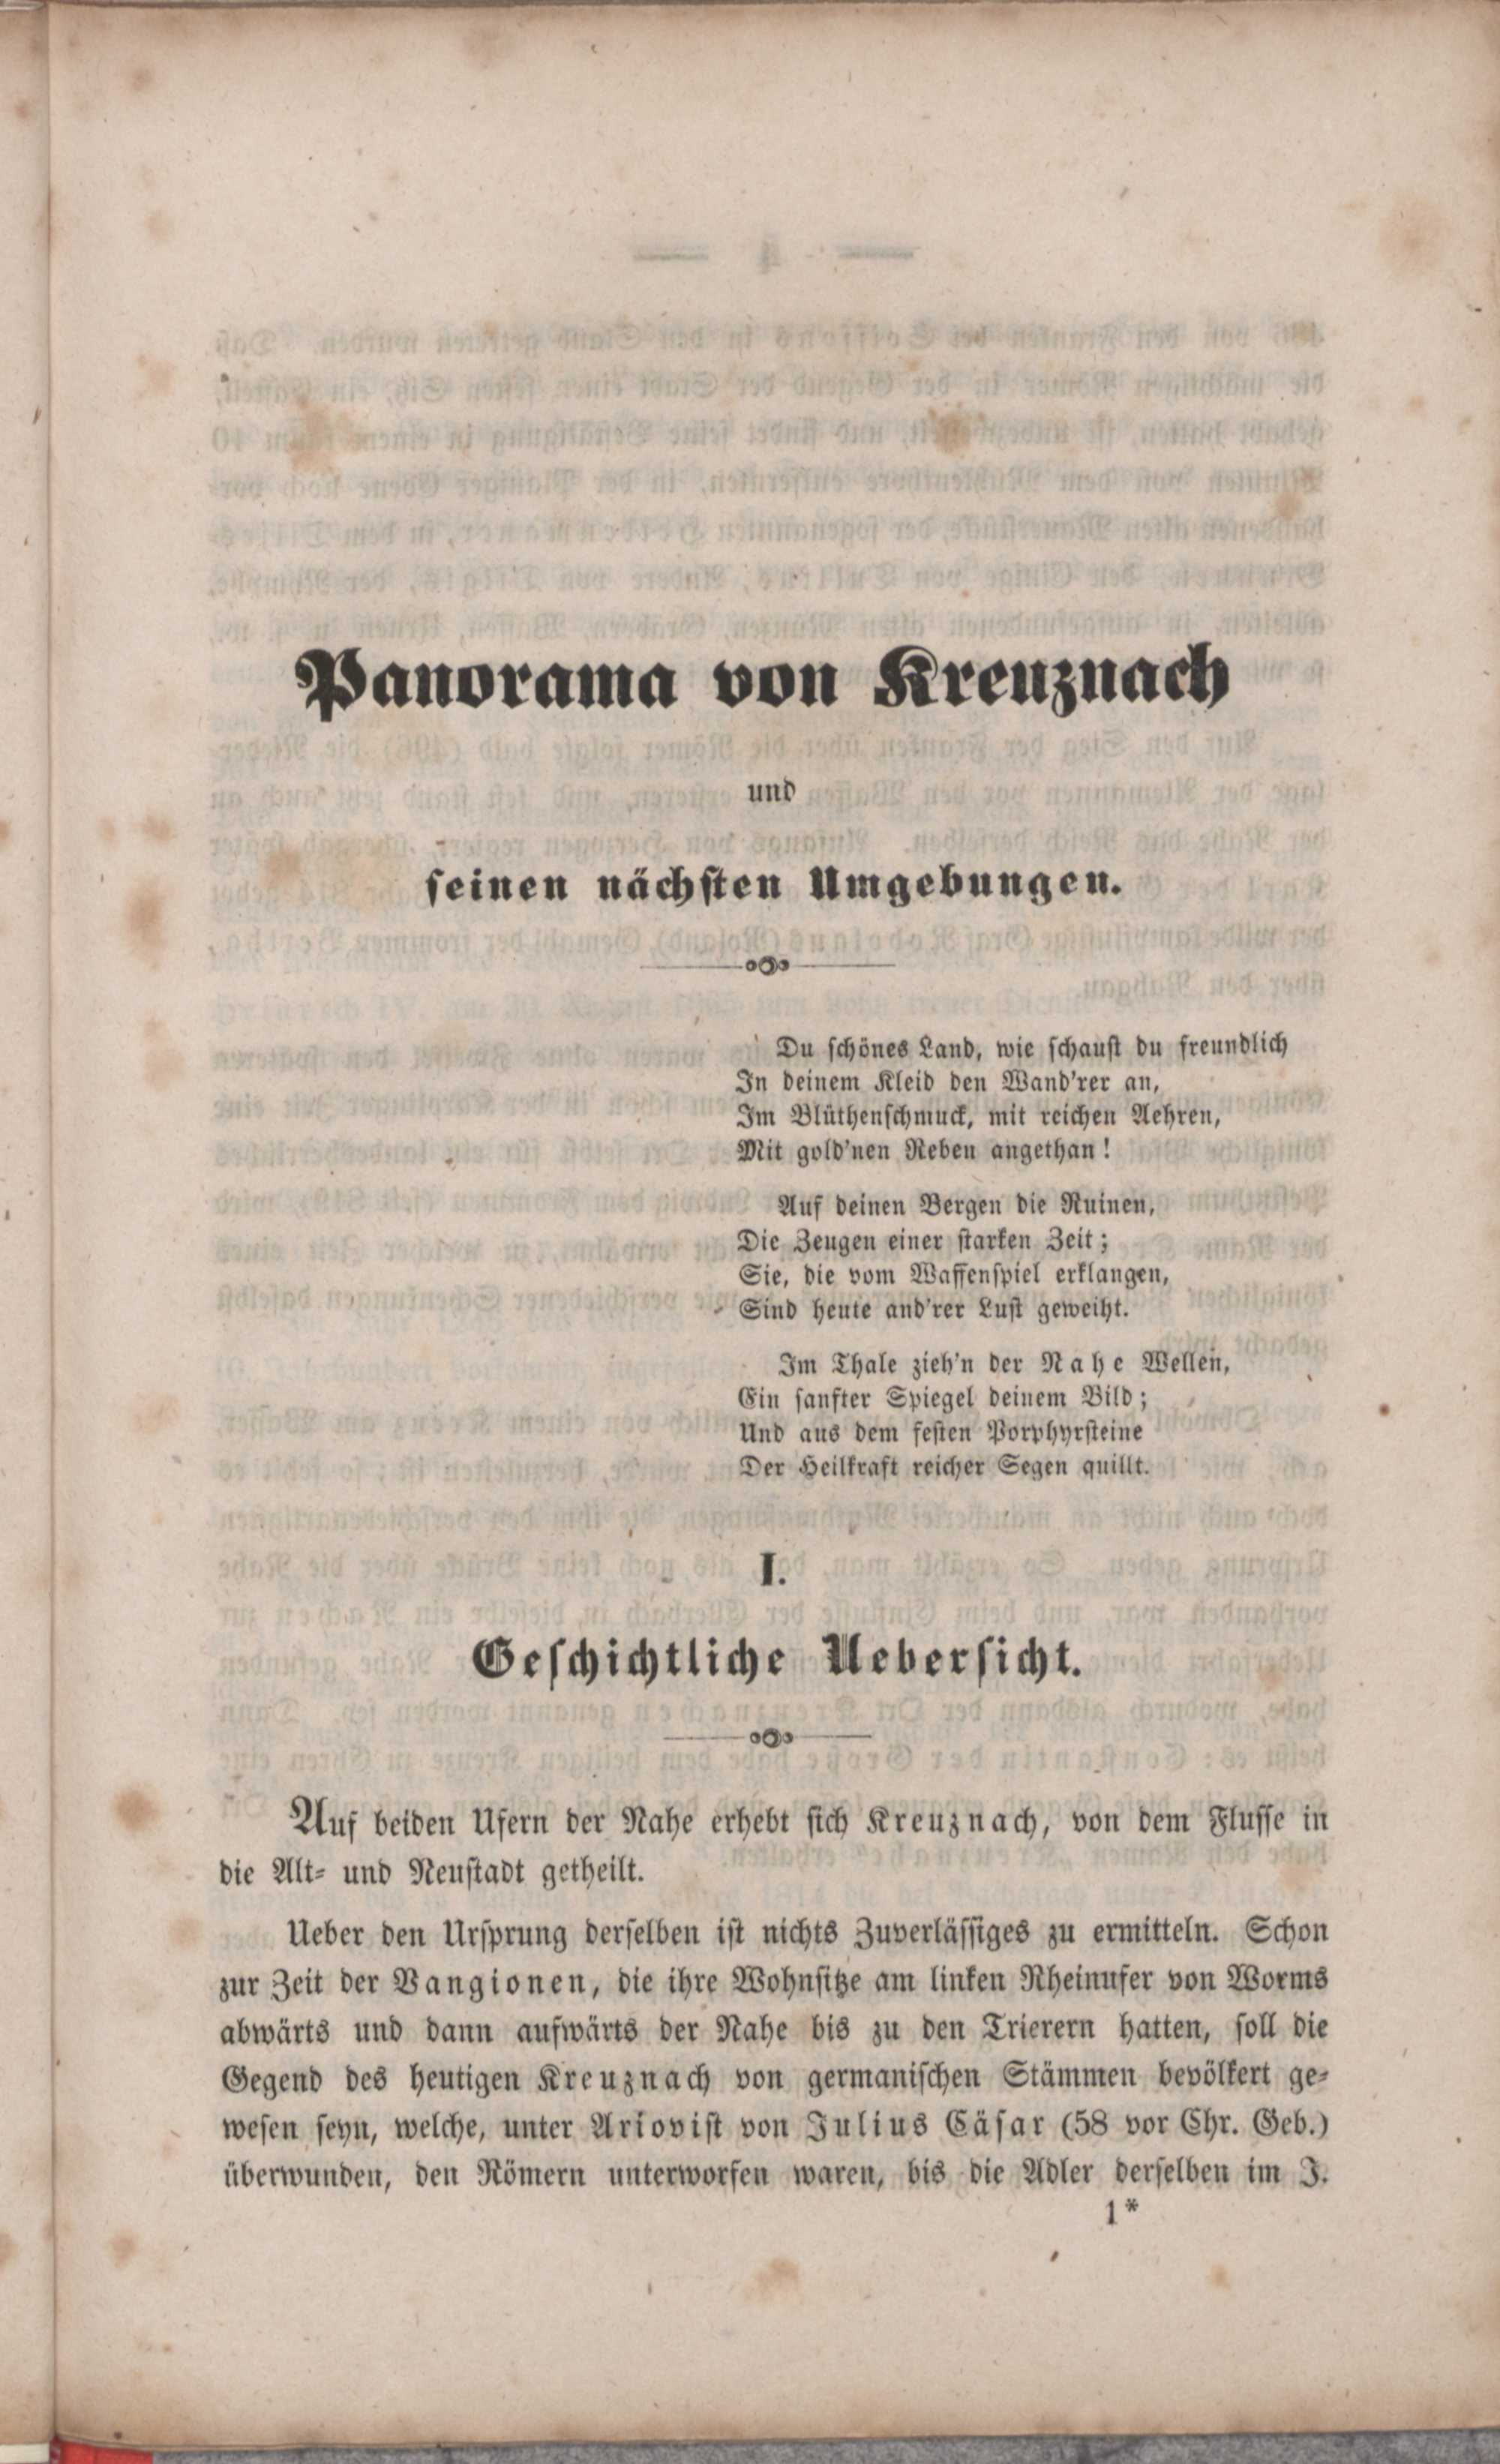 Panorama von Kreuznach
und
seinen nächsten Umgebungen.
Du schönes Land, wie schaust du freundlich
In deinem Kleid den Wand'rer an,
Im Blüthenschmuck, mit reichen Aehren,
Mit gold'nen Reben angethan!
Auf deinen Bergen die Ruinen,
Die Zeugen einer starken Zeit;
Sie, die vom Waffenspiel erklangen,
Sind heute and'rer Lust geweiht.
Im Thale zieh'n der Nahe Wellen,
Ein sanfter Spiegel deinem Bild;
Und aus dem festen Porphyrsteine
Der Heilkraft reicher Segen quillt.
I.
Geschichtliche Uebersicht.
Auf beiden Ufern der Nahe erhebt sich Kreuznach, von dem Flusse in
die Alt- und Neustadt getheilt.
Ueber den Ursprung derselben ist nichts Zuverlässiges zu ermitteln. Schon
zur Zeit der Vangionen, die ihre Wohnsitze am linken Rheinufer von Worms
abwärts und dann aufwärts der Nahe bis zu den Trierern hatten, soll die
Gegend des heutigen Kreuznach von germanischen Stämmen bevölkert ge-
wesen seyn, welche, unter Ariovist von Julius Cäsar (58 vor Chr. Geb.)
überwunden, den Römern unterworfen waren, bis die Adler derselben im J.
1*